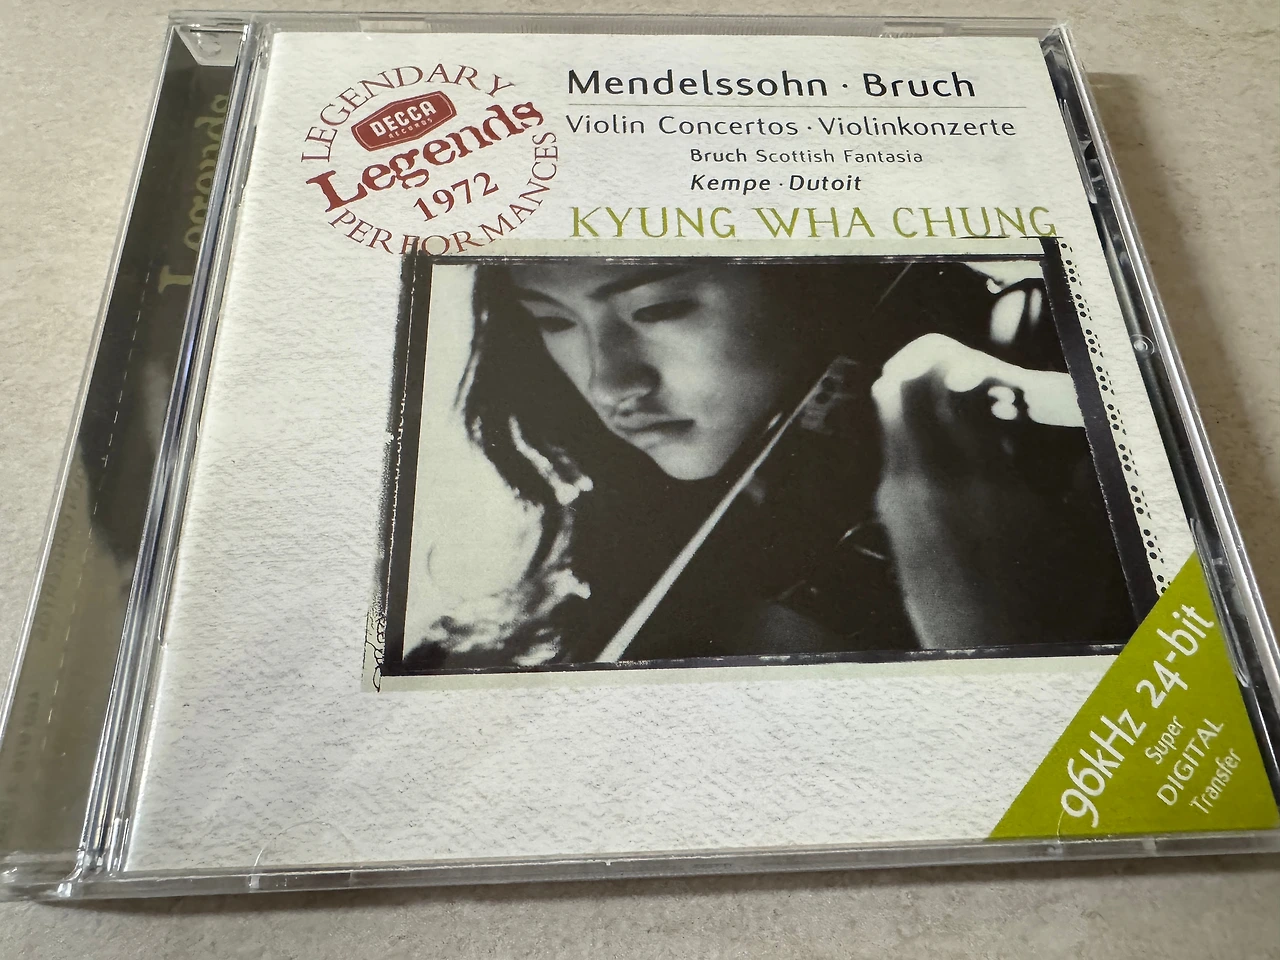 LEGENDARY
DECCA
RECORDS
Legends
1972
PERFORMANCES
Mendelssohn · Bruch
Violin Concertos · Violinkonzerte
Bruch Scottish Fantasia
Kempe · Dutoit
KYUNG WHA CHUNG
96kHz 24-bit
Super
DIGITAL
Transfer
Legends